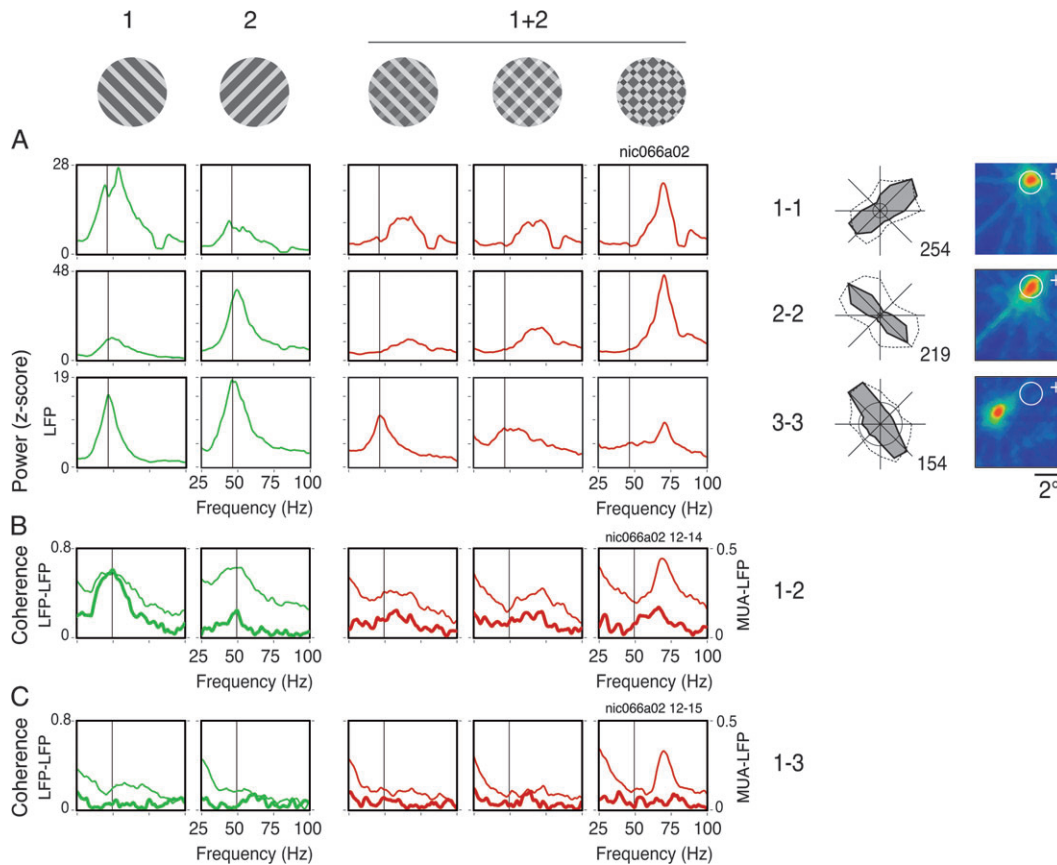 1 2 1+2
A
nic066a02
28
0
1-1
254
48
0
2-2
219
19
0
3-3
154
2°
Power (z-score)
LFP
25 50 75 100 25 50 75 100
Frequency (Hz) Frequency (Hz)
B
nic066a02 12-14
0.8
0
Coherence
LFP-LFP
0.5
0
MUA-LFP
1-2
25 50 75 100 25 50 75 100
Frequency (Hz) Frequency (Hz)
C
nic066a02 12-15
0.8
0
Coherence
LFP-LFP
0.5
0
MUA-LFP
1-3
25 50 75 100 25 50 75 100
Frequency (Hz) Frequency (Hz)